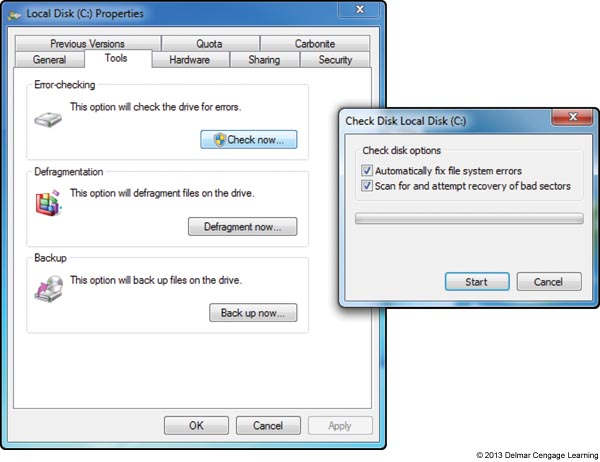 Local Disk (C:) Properties
Previous Versions Quota Carbonite
General Tools Hardware Sharing Security
Error-checking
This option will check the drive for errors.
Check now...
Defragmentation
This option will defragment files on the drive.
Defragment now...
Backup
This option will back up files on the drive.
Back up now...
OK Cancel Apply
Check Disk Local Disk (C:)
Check disk options
Automatically fix file system errors
Scan for and attempt recovery of bad sectors
Start Cancel
© 2013 Delmar Cengage Learning